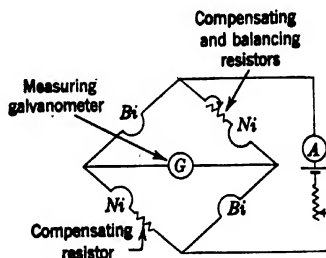 Compensating
and balancing
resistors
Measuring
galvanometer
Bi
Ni
A
G
Ni
Bi
Compensating
resistor